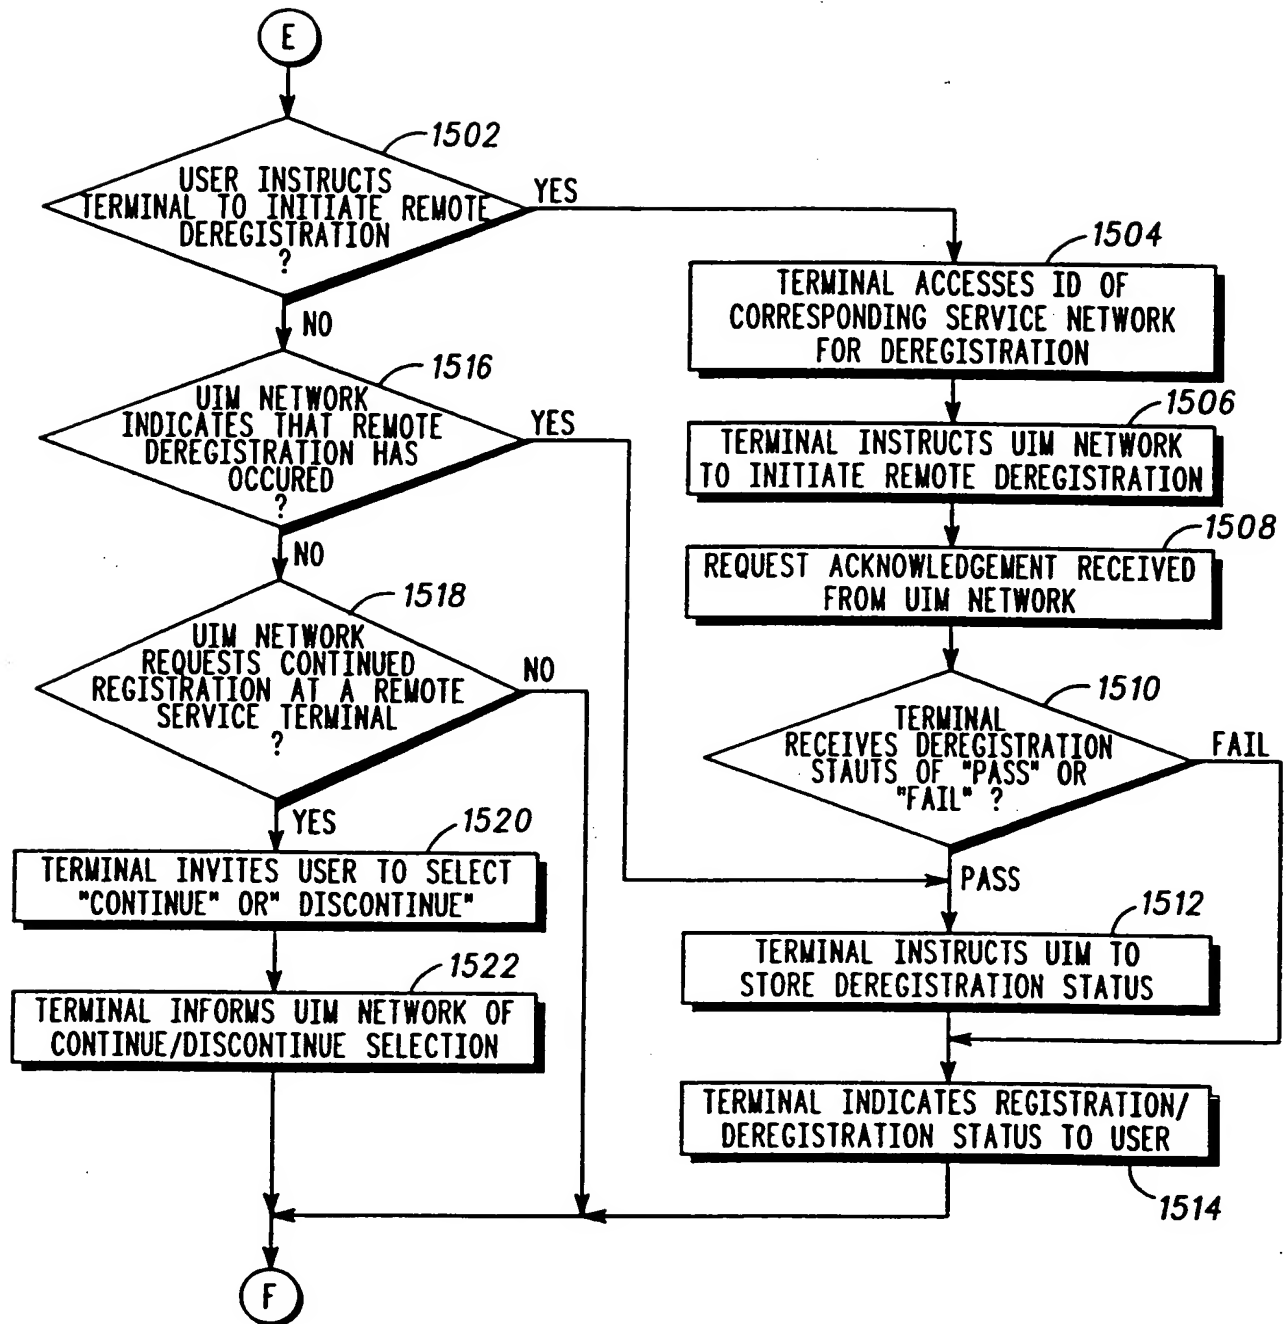 E
1502
USER INSTRUCTS
TERMINAL TO INITIATE REMOTE
DEREGISTRATION
?
YES
NO
1504
TERMINAL ACCESSES ID OF
CORRESPONDING SERVICE NETWORK
FOR DEREGISTRATION
1516
UIM NETWORK
INDICATES THAT REMOTE
DEREGISTRATION HAS
OCCURED
?
YES
NO
1506
TERMINAL INSTRUCTS UIM NETWORK
TO INITIATE REMOTE DEREGISTRATION
1508
REQUEST ACKNOWLEDGEMENT RECEIVED
FROM UIM NETWORK
1518
UIM NETWORK
REQUESTS CONTINUED
REGISTRATION AT A REMOTE
SERVICE TERMINAL
?
NO
YES
1510
TERMINAL
RECEIVES DEREGISTRATION
STAUTS OF "PASS" OR
"FAIL" ?
FAIL
PASS
1520
TERMINAL INVITES USER TO SELECT
"CONTINUE" OR" DISCONTINUE"
1512
TERMINAL INSTRUCTS UIM TO
STORE DEREGISTRATION STATUS
1522
TERMINAL INFORMS UIM NETWORK OF
CONTINUE/DISCONTINUE SELECTION
TERMINAL INDICATES REGISTRATION/
DEREGISTRATION STATUS TO USER
1514
F